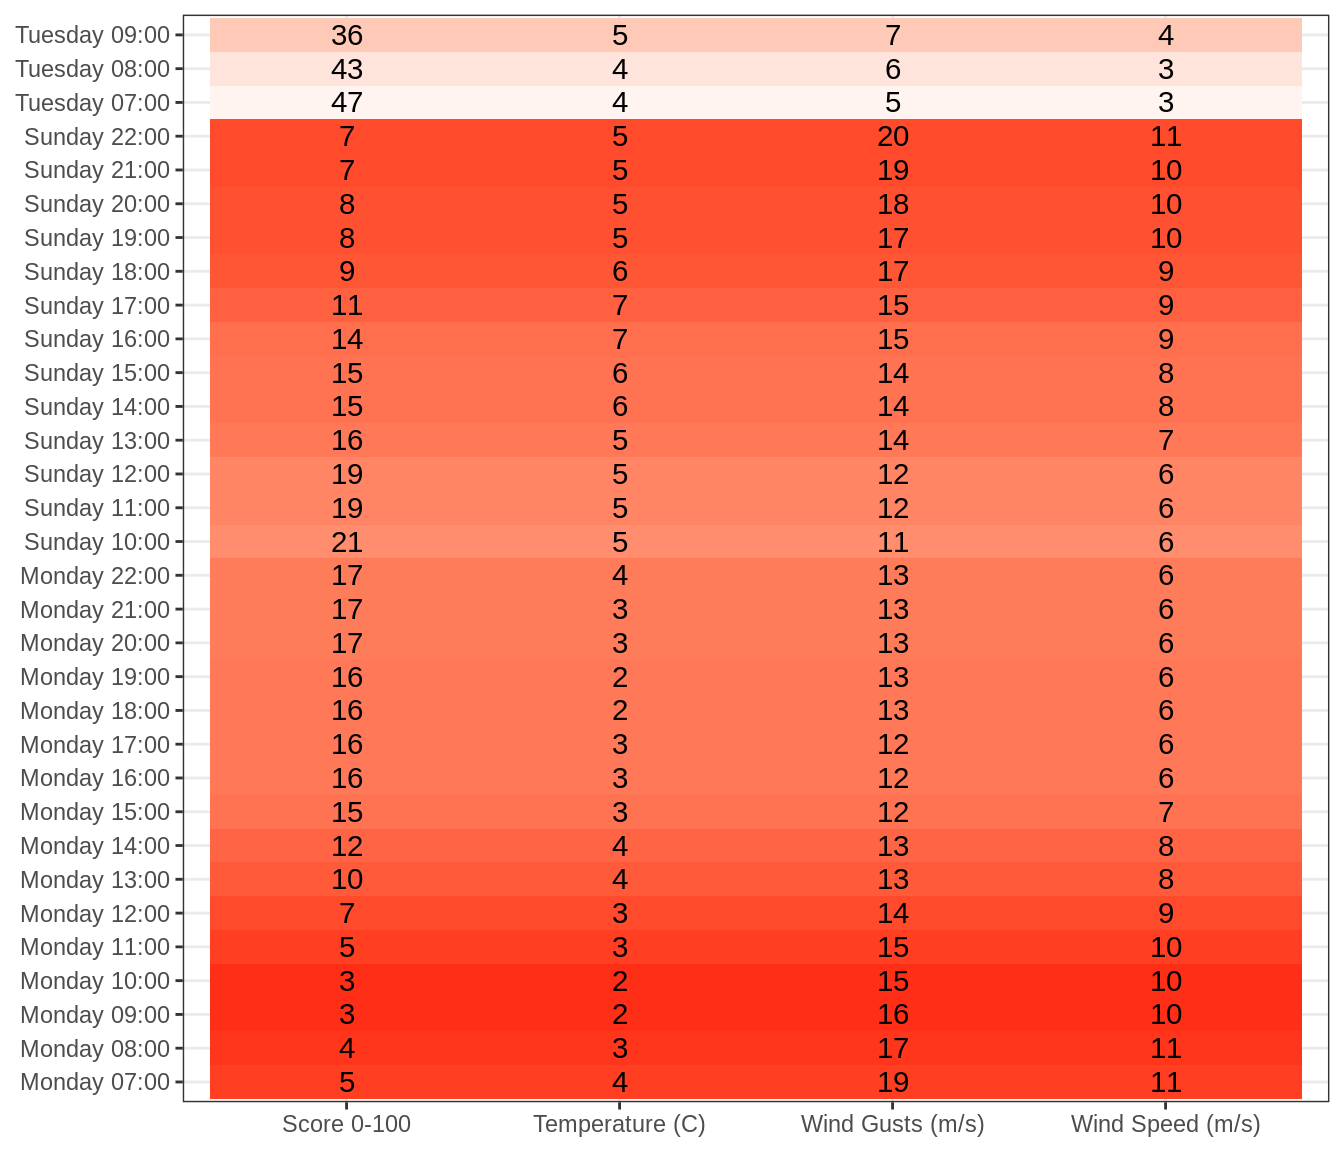 Tuesday 09:00 36 5 7 4
Tuesday 08:00 43 4 6 3
Tuesday 07:00 47 4 5 3
Sunday 22:00 7 5 20 11
Sunday 21:00 7 5 19 10
Sunday 20:00 8 5 18 10
Sunday 19:00 8 5 17 10
Sunday 18:00 9 6 17 9
Sunday 17:00 11 7 15 9
Sunday 16:00 14 7 15 9
Sunday 15:00 15 6 14 8
Sunday 14:00 15 6 14 8
Sunday 13:00 16 5 14 7
Sunday 12:00 19 5 12 6
Sunday 11:00 19 5 12 6
Sunday 10:00 21 5 11 6
Monday 22:00 17 4 13 6
Monday 21:00 17 3 13 6
Monday 20:00 17 3 13 6
Monday 19:00 16 2 13 6
Monday 18:00 16 2 13 6
Monday 17:00 16 3 12 6
Monday 16:00 16 3 12 6
Monday 15:00 15 3 12 7
Monday 14:00 12 4 13 8
Monday 13:00 10 4 13 8
Monday 12:00 7 3 14 9
Monday 11:00 5 3 15 10
Monday 10:00 3 2 15 10
Monday 09:00 3 2 16 10
Monday 08:00 4 3 17 11
Monday 07:00 5 4 19 11
Score 0-100 Temperature (C) Wind Gusts (m/s) Wind Speed (m/s)